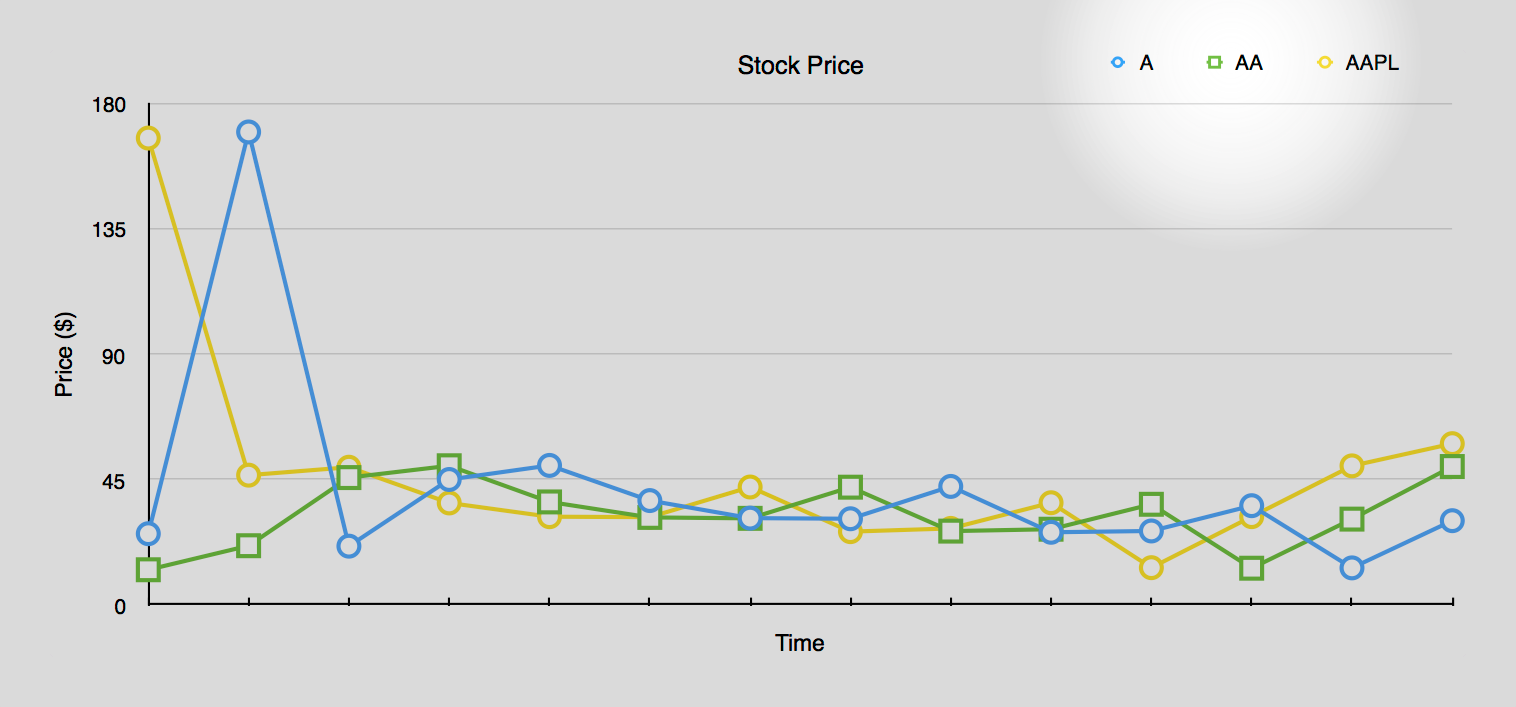 Stock Price
A AA AAPL
180
135
90
45
0
Price ($)
Time